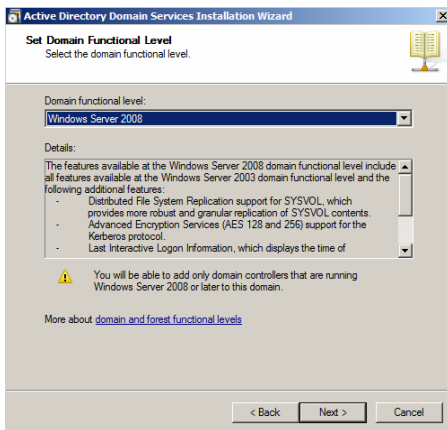 Active Directory Domain Services Installation Wizard
Set Domain Functional Level
Select the domain functional level.
Domain functional level:
Windows Server 2008
Details:
The features available at the Windows Server 2008 domain functional level include
all features available at the Windows Server 2003 domain functional level and the
following additional features:
- Distributed File System Replication support for SYSVOL, which
provides more robust and granular replication of SYSVOL contents.
- Advanced Encryption Services (AES 128 and 256) support for the
Kerberos protocol.
- Last Interactive Logon Information, which displays the time of
You will be able to add only domain controllers that are running
Windows Server 2008 or later to this domain.
More about domain and forest functional levels
< Back Next > Cancel